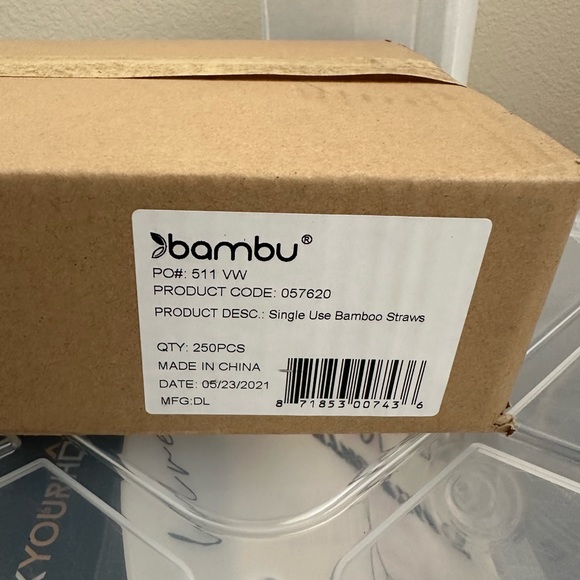 bambu®
PO#: 511 VW
PRODUCT CODE: 057620
PRODUCT DESC.: Single Use Bamboo Straws
QTY: 250PCS
MADE IN CHINA
DATE: 05/23/2021
MFG:DL
8 71853 00743 6
YOUR